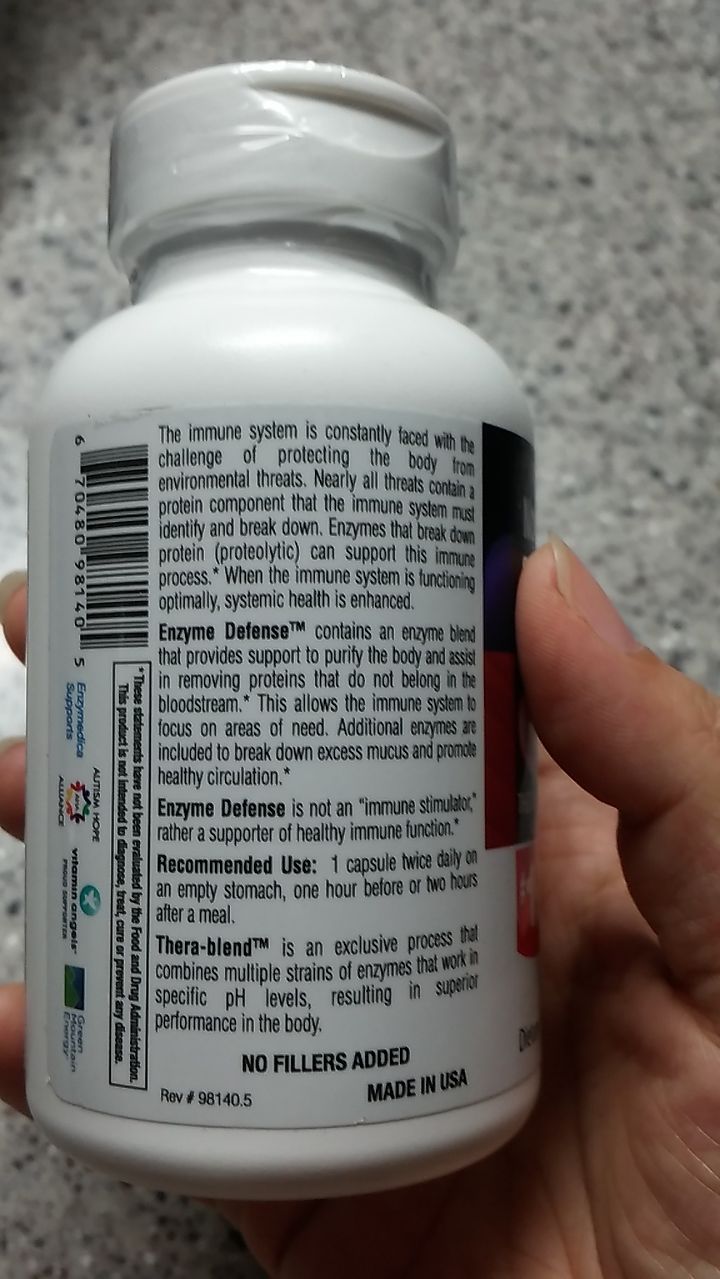 The immune system is constantly faced with the
challenge of protecting the body from
environmental threats. Nearly all threats contain a
protein component that the immune system must
identify and break down. Enzymes that break down
protein (proteolytic) can support this immune
process.* When the immune system is functioning
optimally, systemic health is enhanced.
Enzyme Defense™ contains an enzyme blend
that provides support to purify the body and assist
in removing proteins that do not belong in the
bloodstream.* This allows the immune system to
focus on areas of need. Additional enzymes are
included to break down excess mucus and promote
healthy circulation.*
Enzyme Defense is not an "immune stimulator,"
rather a supporter of healthy immune function.*
Recommended Use: 1 capsule twice daily on
an empty stomach, one hour before or two hours
after a meal.
Thera-blend™ is an exclusive process that
combines multiple strains of enzymes that work in
specific pH levels, resulting in superior
performance in the body.
NO FILLERS ADDED
Rev # 98140.5
MADE IN USA
*These statements have not been evaluated by the Food and Drug Administration.
This product is not intended to diagnose, treat, cure or prevent any disease.
6 70480 98140 5
Enzymedica
Supports
AUTISM HOPE
ALLIANCE
vitamin angels
PROUD SUPPORTER
Green
Mountain
Energy